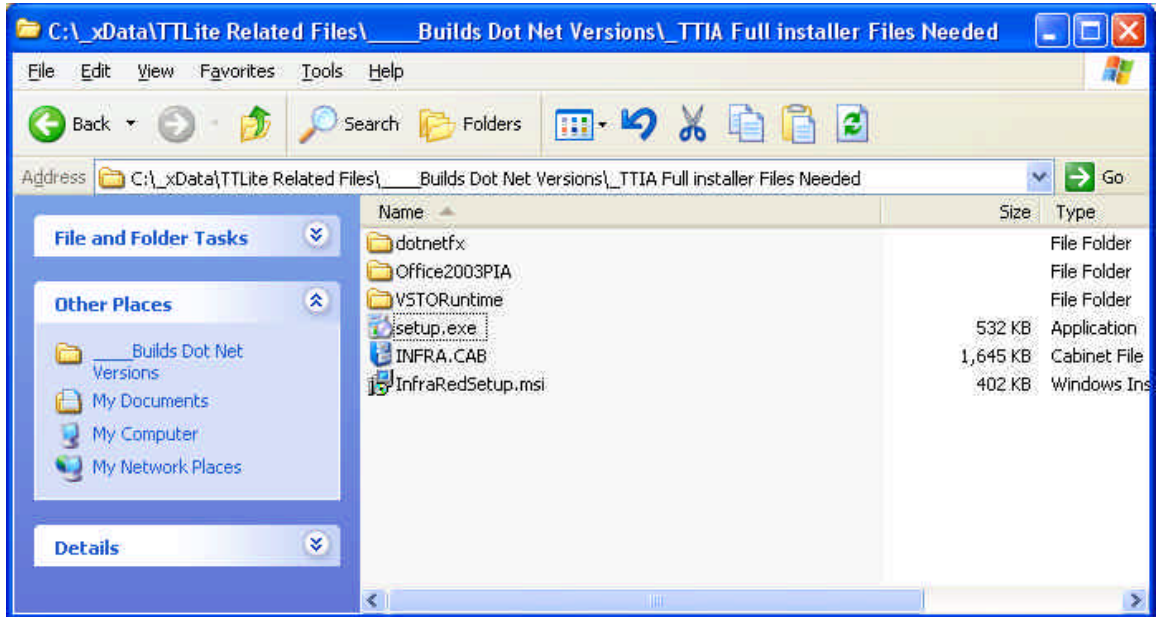 C:\_xData\TTLite Related Files\____Builds Dot Net Versions\_TTIA Full installer Files Needed
File Edit View Favorites Tools Help
Back Search Folders
Address C:\_xData\TTLite Related Files\____Builds Dot Net Versions\_TTIA Full installer Files Needed Go
Name Size Type
File and Folder Tasks
dotnetfx File Folder
Office2003PIA File Folder
Other Places
VSTORuntime File Folder
setup.exe 532 KB Application
____Builds Dot Net
Versions
INFRA.CAB 1,645 KB Cabinet File
InfraRedSetup.msi 402 KB Windows Ins
My Documents
My Computer
My Network Places
Details